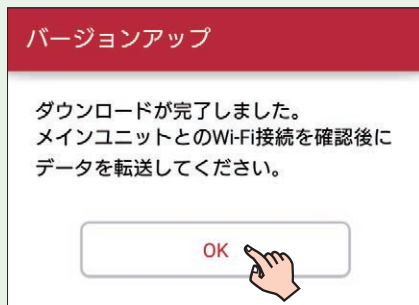 バージョンアップ
ダウンロードが完了しました。
メインユニットとのWi-Fi接続を確認後に
データを転送してください。
OK